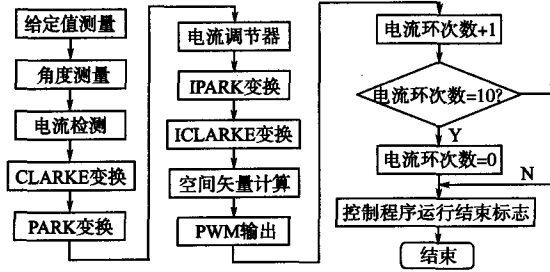 给定值测量
角度测量
电流检测
CLARKE变换
PARK变换
电流调节器
IPARK变换
ICLARKE变换
空间矢量计算
PWM输出
电流环次数+1
电流环次数=10?
Y
电流环次数=0
N
控制程序运行结束标志
结束